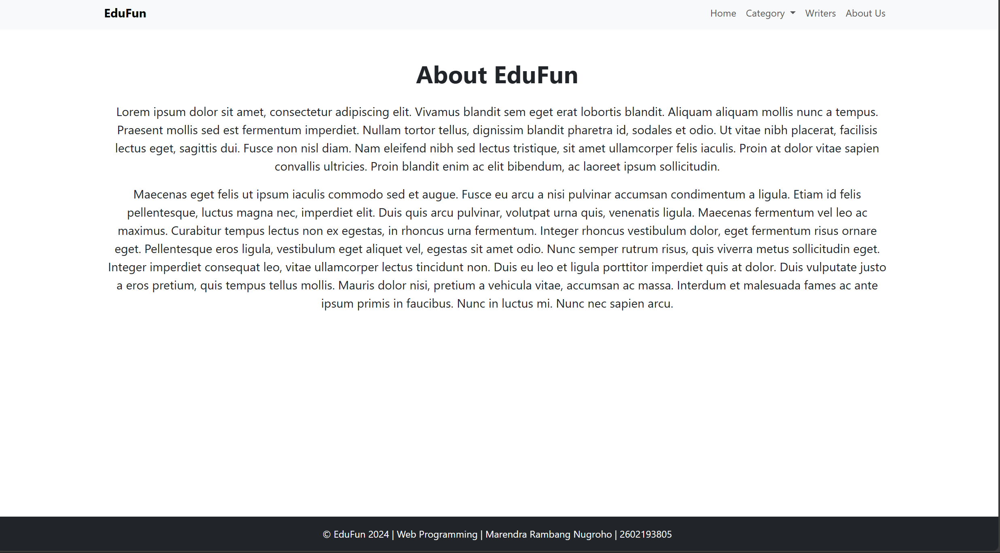 EduFun
Home Category Writers About Us
About EduFun
Lorem ipsum dolor sit amet, consectetur adipiscing elit. Vivamus blandit sem eget erat lobortis blandit. Aliquam aliquam mollis nunc a tempus.
Praesent mollis sed est fermentum imperdiet. Nullam tortor tellus, dignissim blandit pharetra id, sodales et odio. Ut vitae nibh placerat, facilisis
lectus eget, sagittis dui. Fusce non nisl diam. Nam eleifend nibh sed lectus tristique, sit amet ullamcorper felis iaculis. Proin at dolor vitae sapien
convallis ultricies. Proin blandit enim ac elit bibendum, ac laoreet ipsum sollicitudin.
Maecenas eget felis ut ipsum iaculis commodo sed et augue. Fusce eu arcu a nisi pulvinar accumsan condimentum a ligula. Etiam id felis
pellentesque, luctus magna nec, imperdiet elit. Duis quis arcu pulvinar, volutpat urna quis, venenatis ligula. Maecenas fermentum vel leo ac
maximus. Curabitur tempus lectus non ex egestas, in rhoncus urna fermentum. Integer rhoncus vestibulum dolor, eget fermentum risus ornare
eget. Pellentesque eros ligula, vestibulum eget aliquet vel, egestas sit amet odio. Nunc semper rutrum risus, quis viverra metus sollicitudin eget.
Integer imperdiet consequat leo, vitae ullamcorper lectus tincidunt non. Duis eu leo et ligula porttitor imperdiet quis at dolor. Duis vulputate justo
a eros pretium, quis tempus tellus mollis. Mauris dolor nisi, pretium a vehicula vitae, accumsan ac massa. Interdum et malesuada fames ac ante
ipsum primis in faucibus. Nunc in luctus mi. Nunc nec sapien arcu.
© EduFun 2024 | Web Programming | Marendra Rambang Nugroho | 2602193805